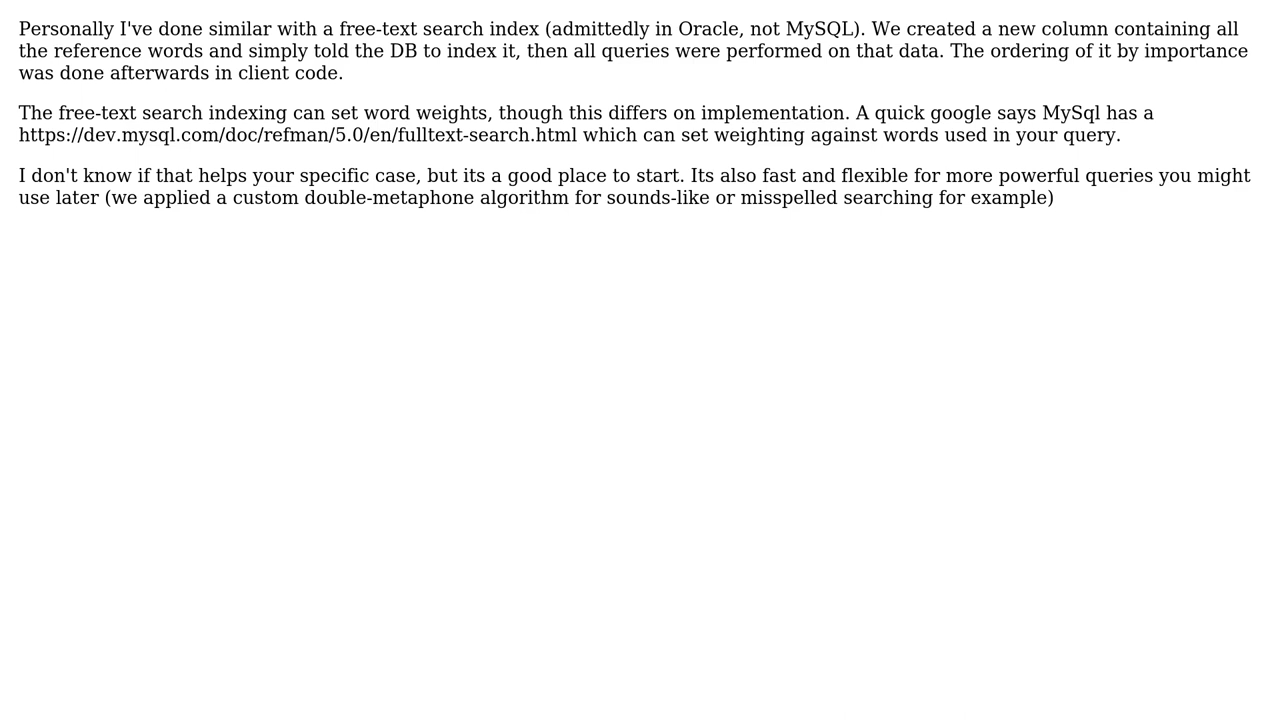 Personally I've done similar with a free-text search index (admittedly in Oracle, not MySQL). We created a new column containing all
the reference words and simply told the DB to index it, then all queries were performed on that data. The ordering of it by importance
was done afterwards in client code.
The free-text search indexing can set word weights, though this differs on implementation. A quick google says MySql has a
https://dev.mysql.com/doc/refman/5.0/en/fulltext-search.html which can set weighting against words used in your query.
I don't know if that helps your specific case, but its a good place to start. Its also fast and flexible for more powerful queries you might
use later (we applied a custom double-metaphone algorithm for sounds-like or misspelled searching for example)